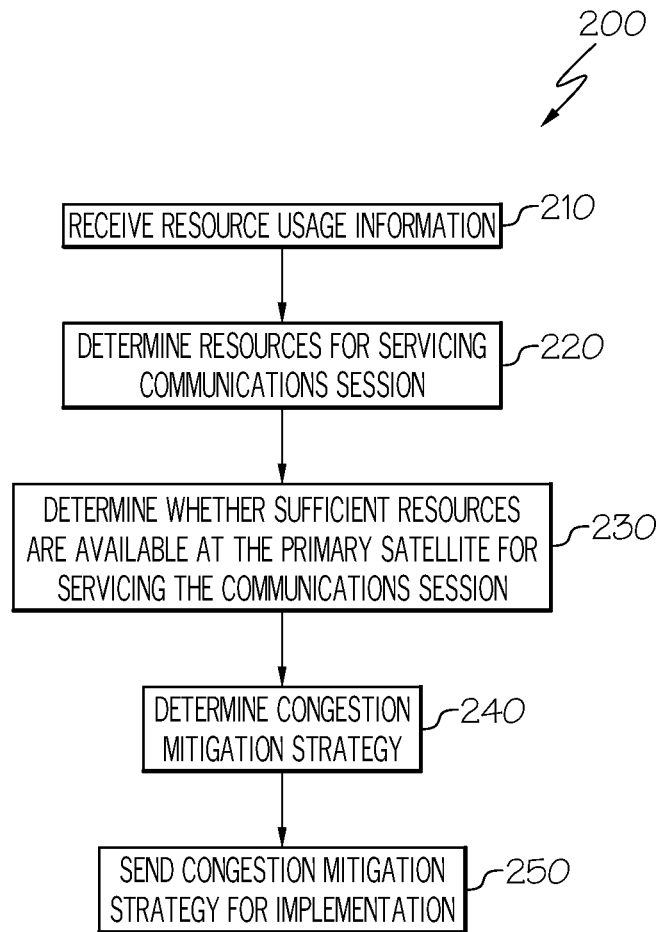 200
RECEIVE RESOURCE USAGE INFORMATION
210
DETERMINE RESOURCES FOR SERVICING
COMMUNICATIONS SESSION
220
DETERMINE WHETHER SUFFICIENT RESOURCES
ARE AVAILABLE AT THE PRIMARY SATELLITE FOR
SERVICING THE COMMUNICATIONS SESSION
230
DETERMINE CONGESTION
MITIGATION STRATEGY
240
SEND CONGESTION MITIGATION
STRATEGY FOR IMPLEMENTATION
250